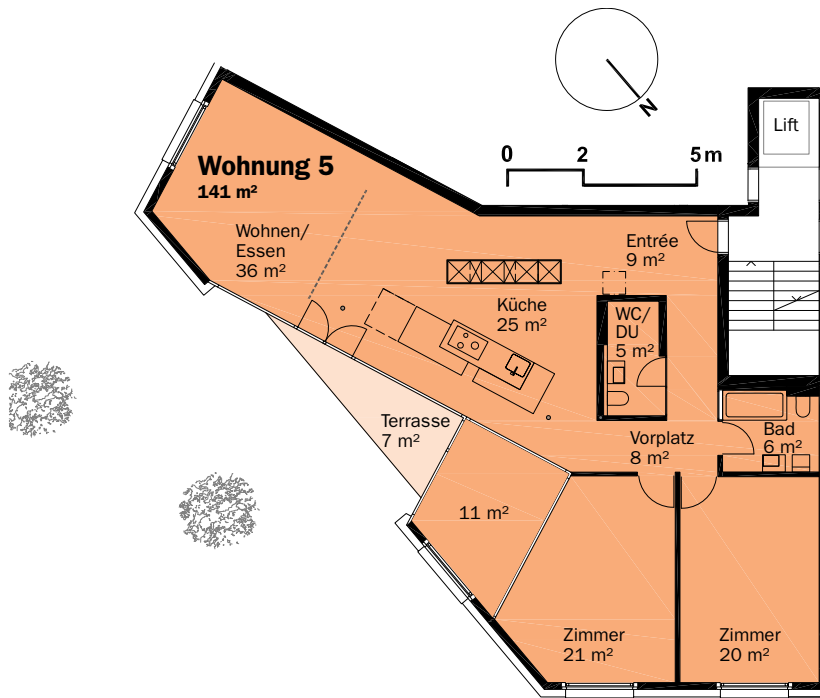 N
0 2 5 m
Lift
Wohnung 5
141 m²
Wohnen/
Essen
36 m²
Entrée
9 m²
Küche
25 m²
WC/
DU
5 m²
Terrasse
7 m²
Vorplatz
8 m²
Bad
6 m²
11 m²
Zimmer
21 m²
Zimmer
20 m²